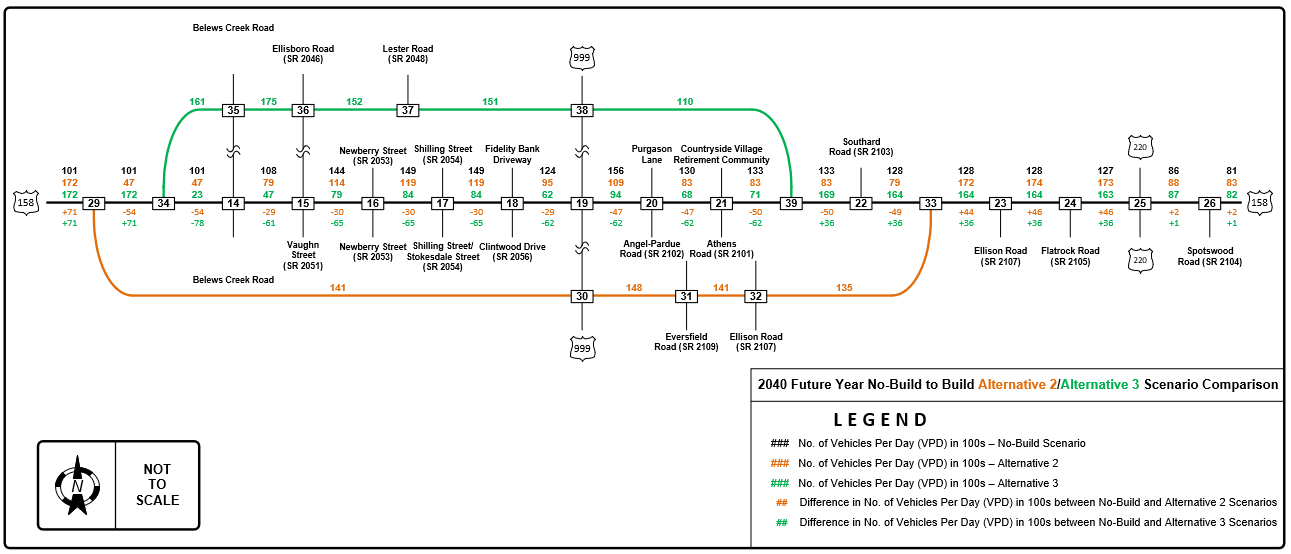 Belews Creek Road
Ellisboro Road
(SR 2046)
Lester Road
(SR 2048)
999
161 175 152 151 110
35 36 37 38
Newberry Street
(SR 2053)
Shilling Street
(SR 2054)
Fidelity Bank
Driveway
Purgason
Lane
Countryside Village
Retirement Community
Southard
Road (SR 2103)
220
101 101 101 108 144 149 149 124 156 130 133 133 128 128 128 127 86 81
172 47 47 79 114 119 119 95 109 83 83 83 79 172 174 173 88 83
172 172 23 47 79 84 84 62 94 68 71 169 164 164 164 163 87 82
158 29 34 14 15 16 17 18 19 20 21 39 22 33 23 24 25 26 158
+71 -54 -54 -29 -30 -30 -30 -29 -47 -47 -50 -50 -49 +44 +46 +46 +2 +2
+71 +71 -78 -61 -65 -65 -65 -62 -62 -62 -62 +36 +36 +36 +36 +36 +1 +1
Vaughn
Street
(SR 2051)
Newberry Street
(SR 2053)
Shilling Street/
Stokesdale Street
(SR 2054)
Clintwood Drive
(SR 2056)
Angel-Pardue
Road (SR 2102)
Athens
Road (SR 2101)
Ellison Road
(SR 2107)
Flatrock Road
(SR 2105)
220
Spotswood
Road (SR 2104)
Belews Creek Road
141 148 141 135
30 31 32
999
Eversfield
Road (SR 2109)
Ellison Road
(SR 2107)
2040 Future Year No-Build to Build Alternative 2/Alternative 3 Scenario Comparison
LEGEND
### No. of Vehicles Per Day (VPD) in 100s – No-Build Scenario
### No. of Vehicles Per Day (VPD) in 100s – Alternative 2
### No. of Vehicles Per Day (VPD) in 100s – Alternative 3
## Difference in No. of Vehicles Per Day (VPD) in 100s between No-Build and Alternative 2 Scenarios
## Difference in No. of Vehicles Per Day (VPD) in 100s between No-Build and Alternative 3 Scenarios
N
NOT
TO
SCALE